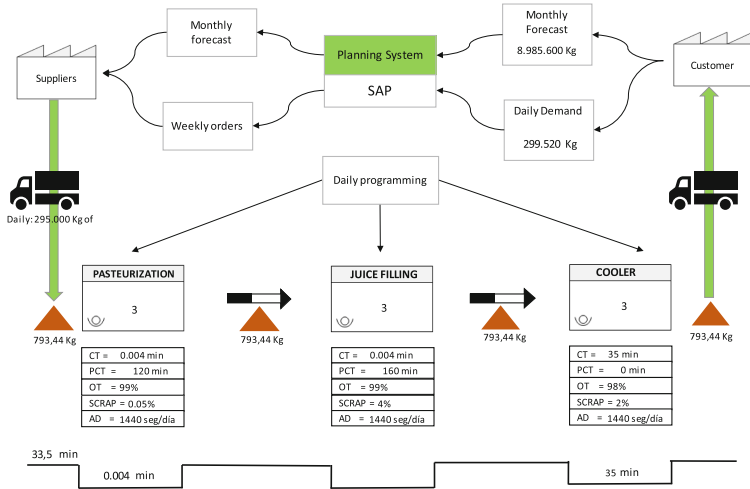 Monthly
forecast
Planning System
SAP
Monthly
Forecast
8.985.600 Kg
Suppliers
Customer
Weekly orders
Daily Demand
299.520 Kg
Daily programming
Daily: 295.000 Kg of
PASTEURIZATION
3
JUICE FILLING
3
COOLER
3
793,44 Kg
793,44 Kg
793,44 Kg
793,44 Kg
CT = 0.004 min
PCT = 120 min
OT = 99%
SCRAP = 0.05%
AD = 1440 seg/día
CT = 0.004 min
PCT = 160 min
OT = 99%
SCRAP = 4%
AD = 1440 seg/día
CT = 35 min
PCT = 0 min
OT = 98%
SCRAP = 2%
AD = 1440 seg/día
33,5 min
0.004 min
35 min